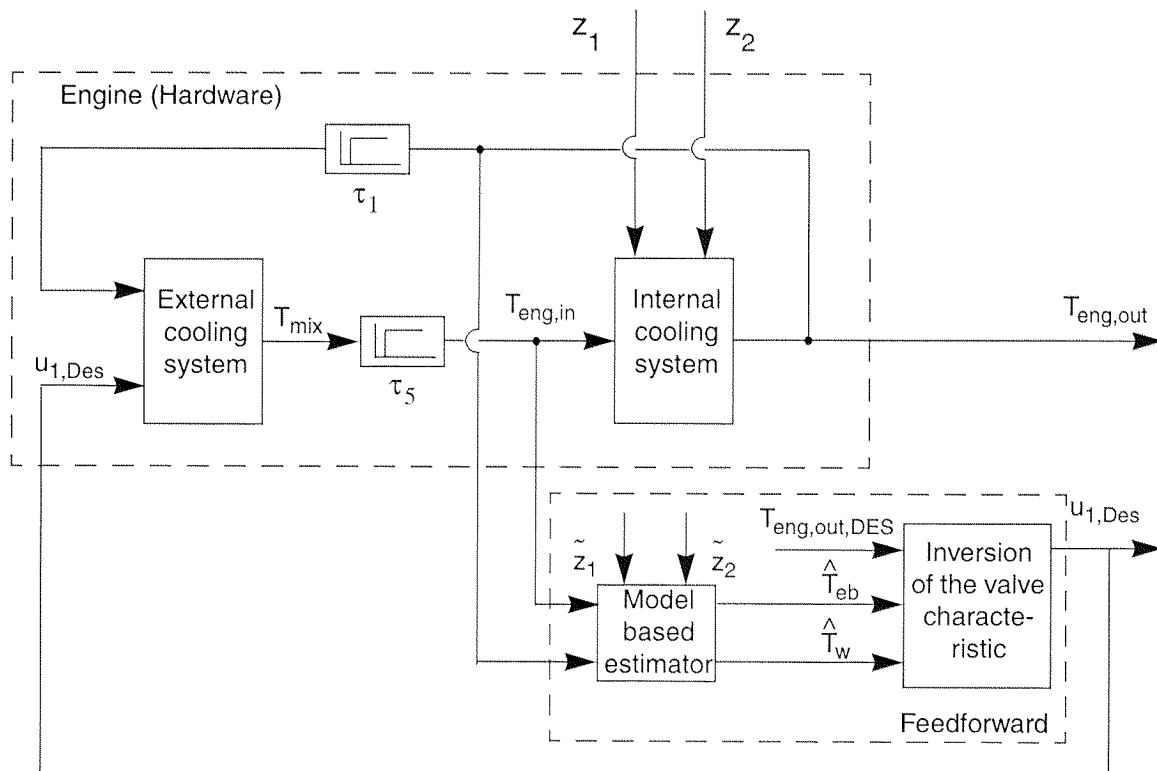 z1 z2
Engine (Hardware)
τ1
External
cooling
system
Tmix
τ5
Teng,in
Internal
cooling
system
Teng,out
u1,Des
z̃1 z̃2
Teng,out,DES
u1,Des
Model
based
estimator
T̂eb
T̂w
Inversion
of the valve
characte-
ristic
Feedforward